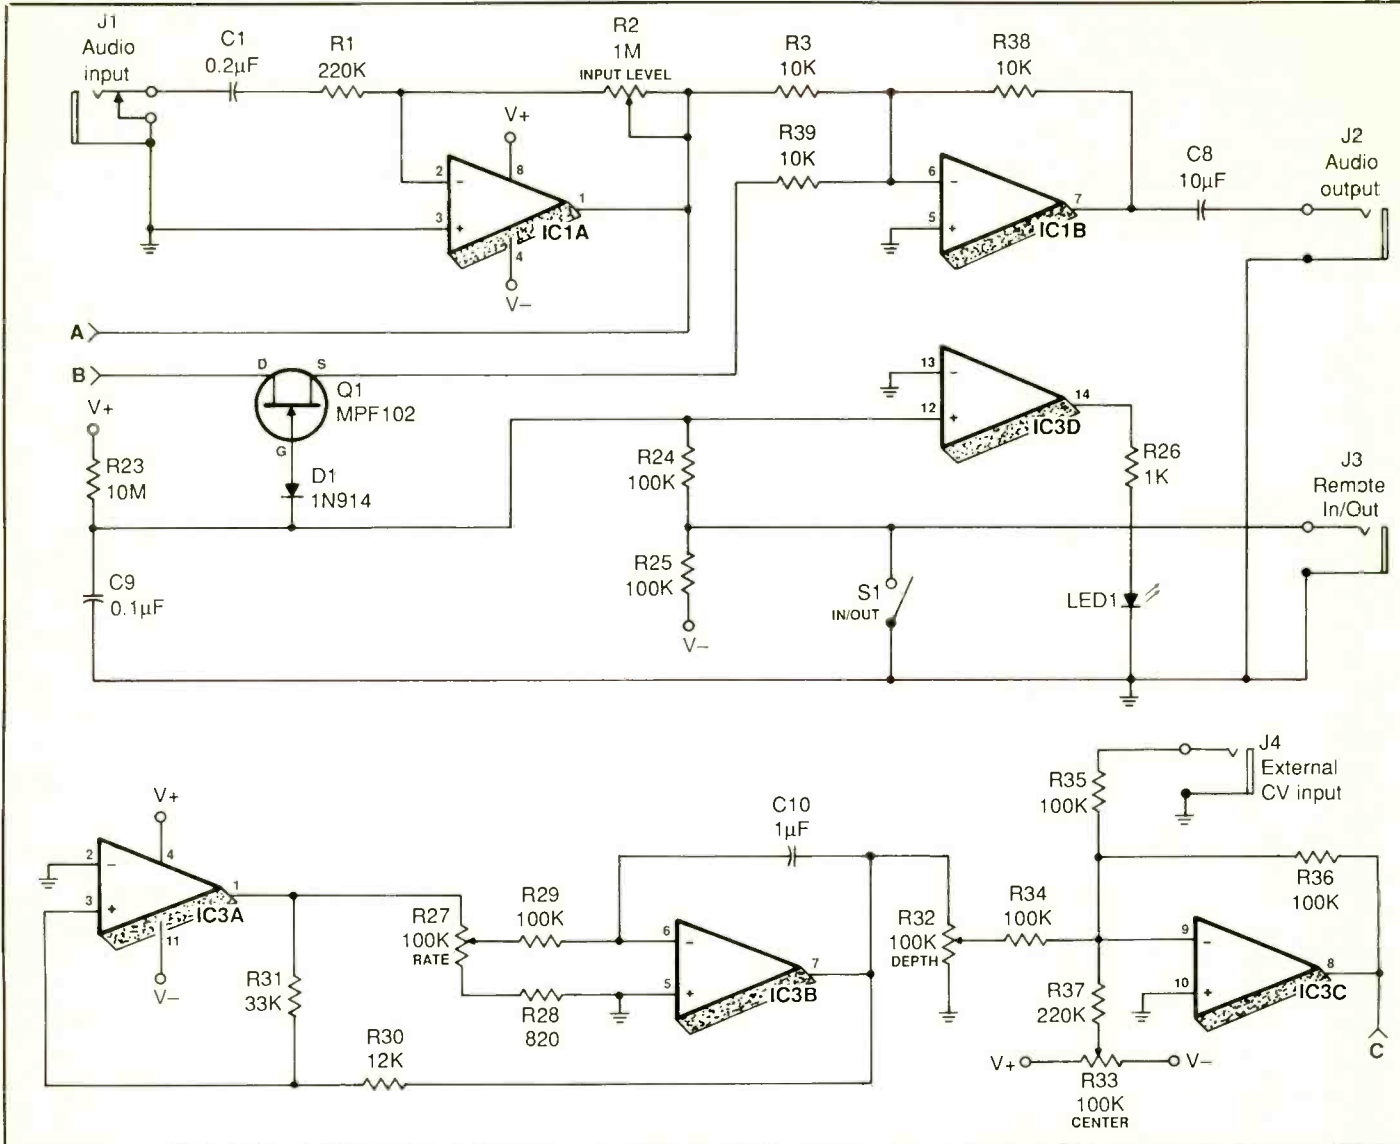 J1
Audio
input
C1
0.2µF
R1
220K
R2
1M
INPUT LEVEL
R3
10K
R38
10K
R39
10K
V+
8
2
−
3
+
1
IC1A
4
V−
6
−
5
+
7
IC1B
C8
10µF
J2
Audio
output
A
B
D
S
G
Q1
MPF102
V+
R23
10M
D1
1N914
C9
0.1µF
R24
100K
R25
100K
V−
13
−
12
+
14
IC3D
R26
1K
J3
Remote
In/Out
S1
IN/OUT
LED1
V+
4
2
−
3
+
1
IC3A
11
V−
R31
33K
R30
12K
R27
100K
RATE
R29
100K
R28
820
C10
1µF
6
−
5
+
7
IC3B
R32
100K
DEPTH
R34
100K
R35
100K
J4
External
CV input
R36
100K
9
−
10
+
8
IC3C
R37
220K
V+
V−
R33
100K
CENTER
C